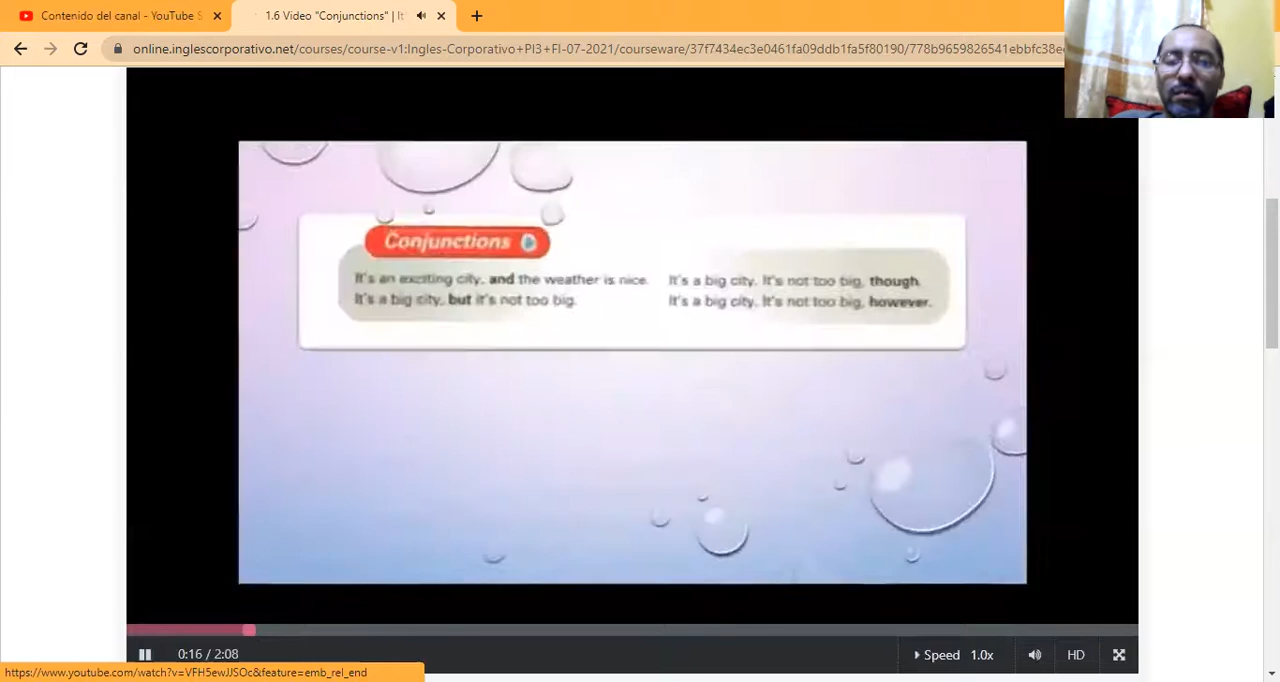 Contenido del canal - YouTube S
1.6 Video "Conjunctions" | It
online.inglescorporativo.net/courses/course-v1:Ingles-Corporativo+PI3+FI-07-2021/courseware/37f7434ec3e0461fa09ddb1fa5f80190/778b9659826541ebbfc38ec
Conjunctions
It's an exciting city, and the weather is nice.
It's a big city, but it's not too big.
It's a big city. It's not too big, though.
It's a big city. It's not too big, however.
0:16 / 2:08
Speed 1.0x
HD
https://www.youtube.com/watch?v=VFH5ewJJSOc&feature=emb_rel_end